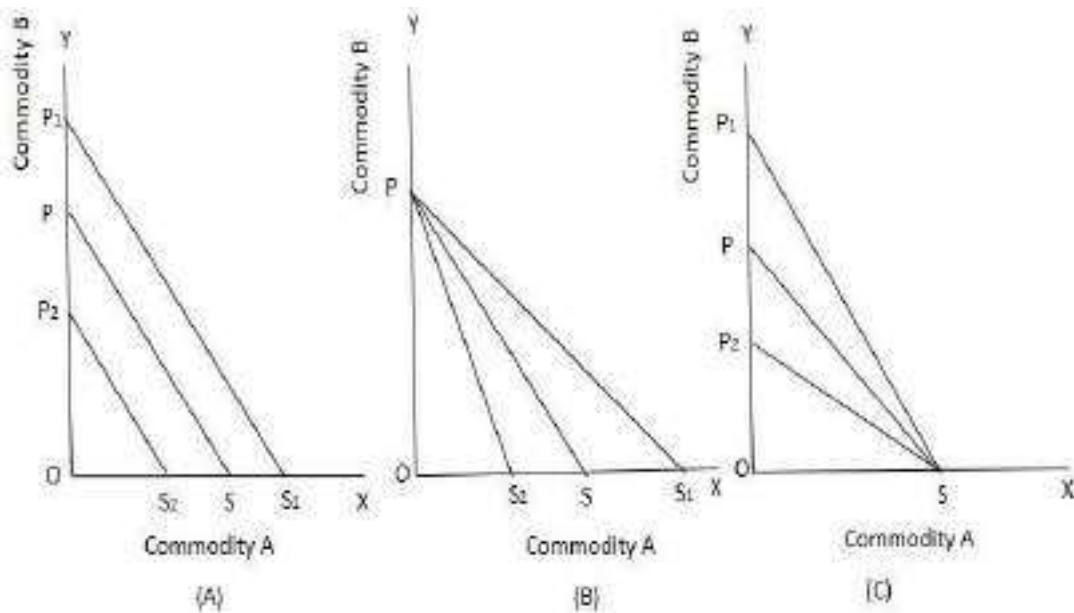 Commodity B
Y
P1
P
P2
O
S2 S S1 X
Commodity A
(A)
Commodity B
Y
P
O
S2 S S1 X
Commodity A
(B)
Commodity B
Y
P1
P
P2
O
S X
Commodity A
(C)